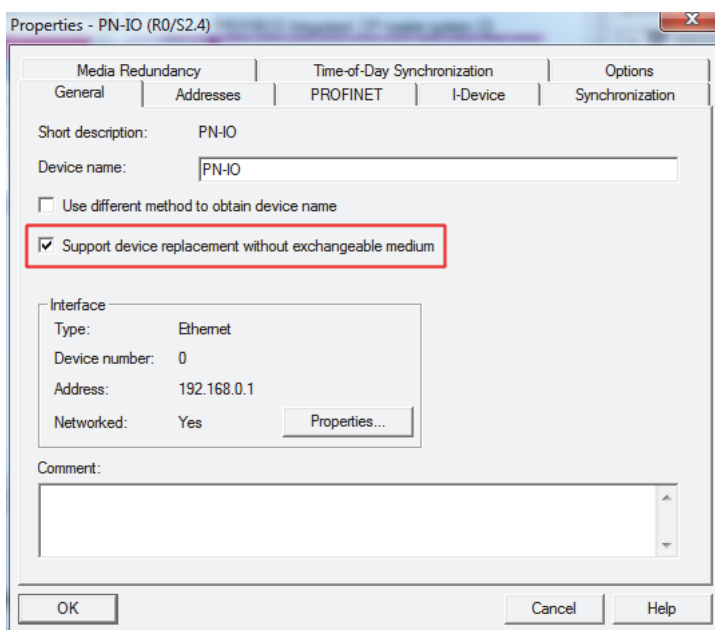 Properties - PN-IO (R0/S2.4)
X
Media Redundancy Time-of-Day Synchronization Options
General Addresses PROFINET I-Device Synchronization
Short description: PN-IO
Device name: PN-IO
Use different method to obtain device name
Support device replacement without exchangeable medium
Interface
Type: Ethernet
Device number: 0
Address: 192.168.0.1
Networked: Yes Properties...
Comment:
OK Cancel Help